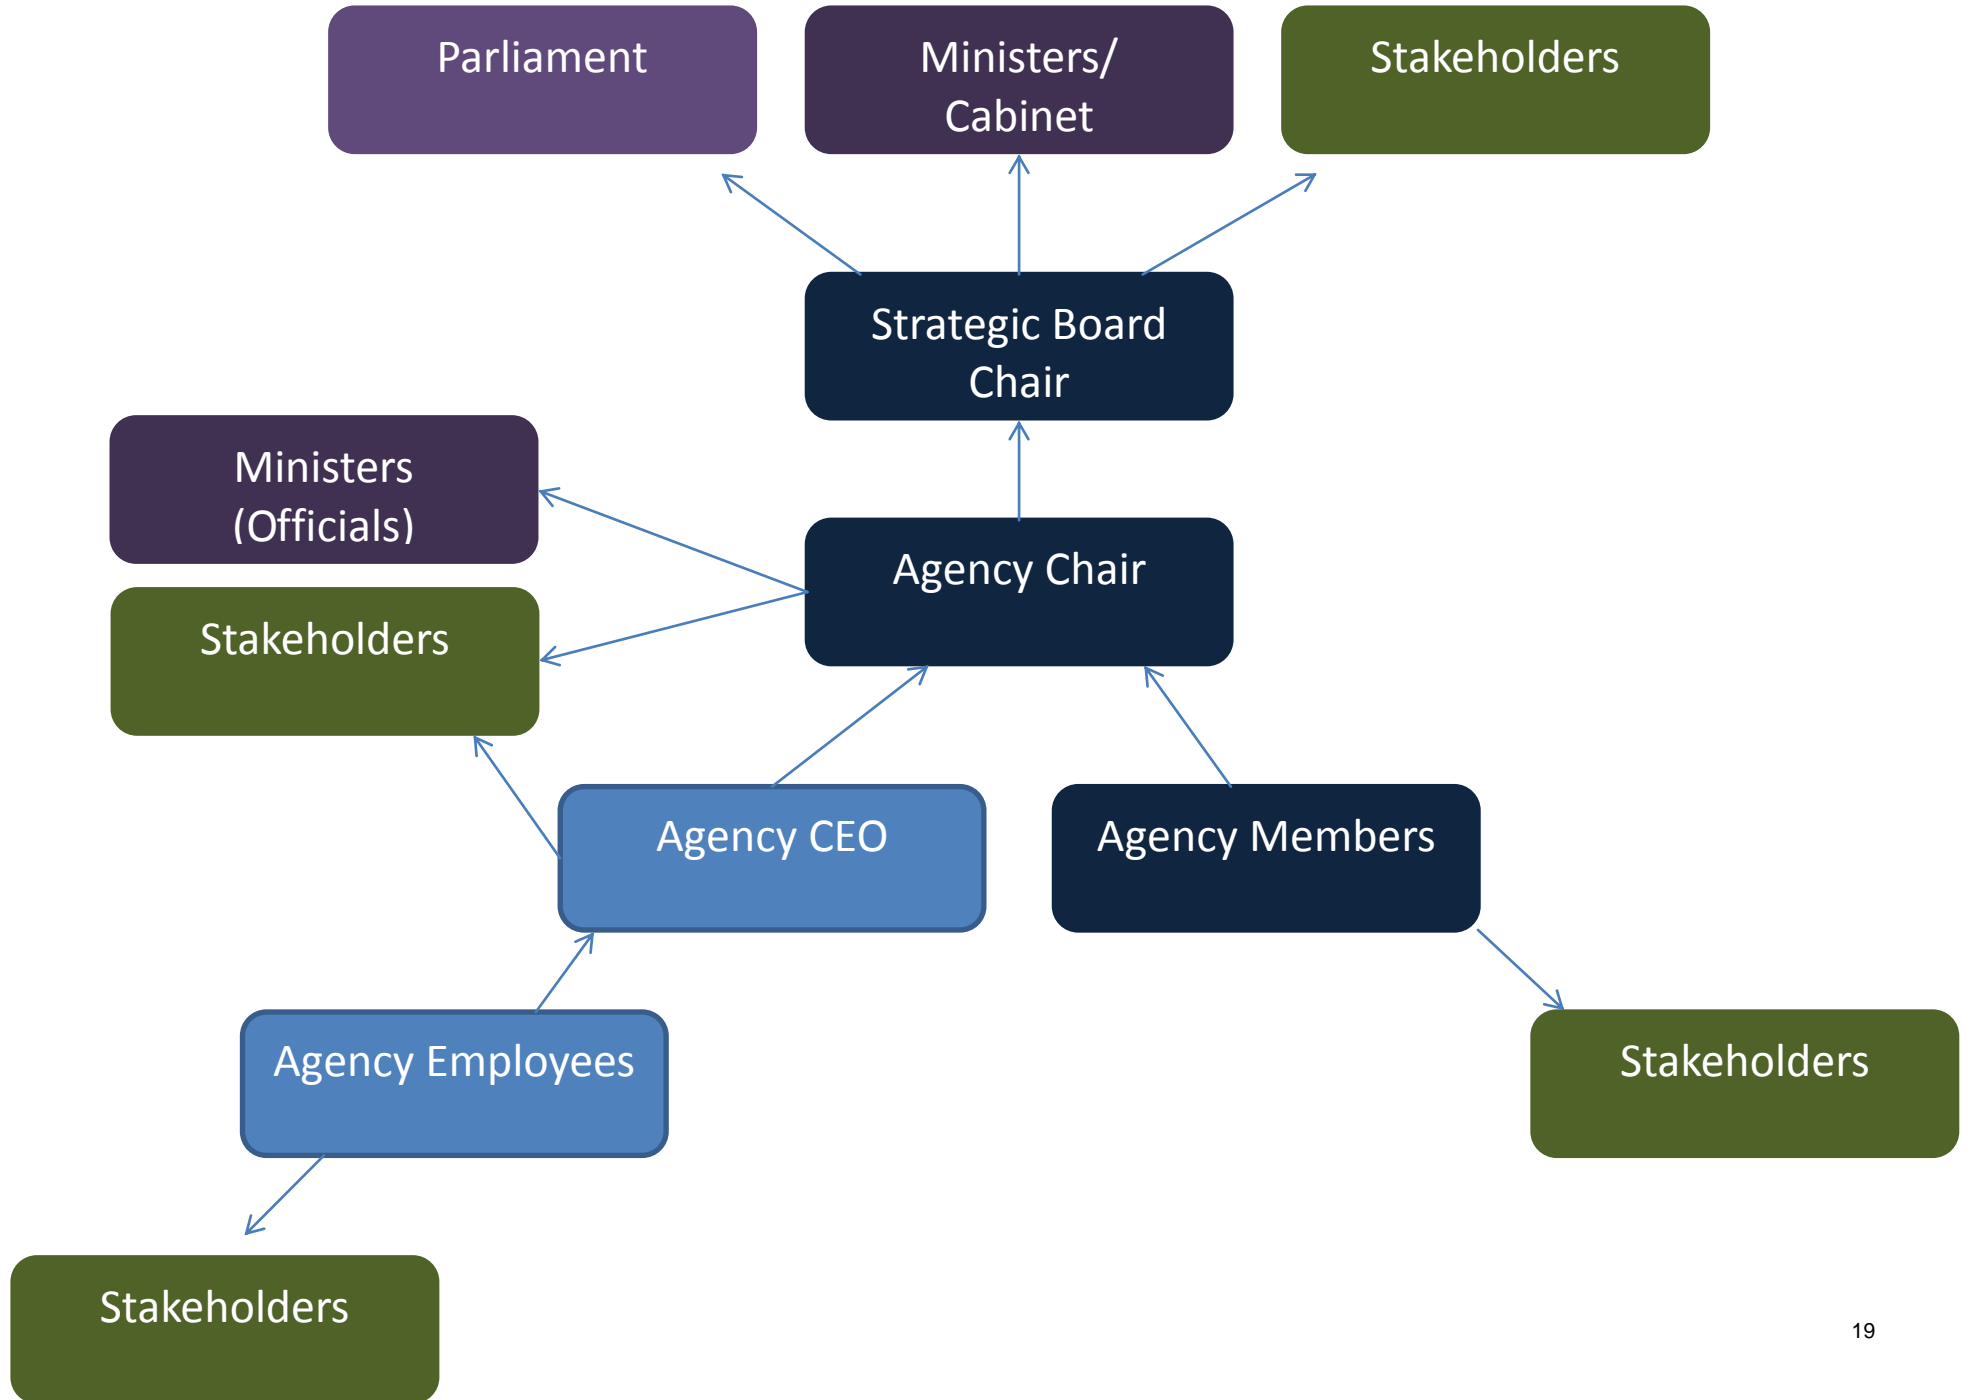 Parliament
Ministers/
Cabinet
Stakeholders
Strategic Board
Chair
Ministers
(Officials)
Agency Chair
Stakeholders
Agency CEO
Agency Members
Agency Employees
Stakeholders
Stakeholders
19